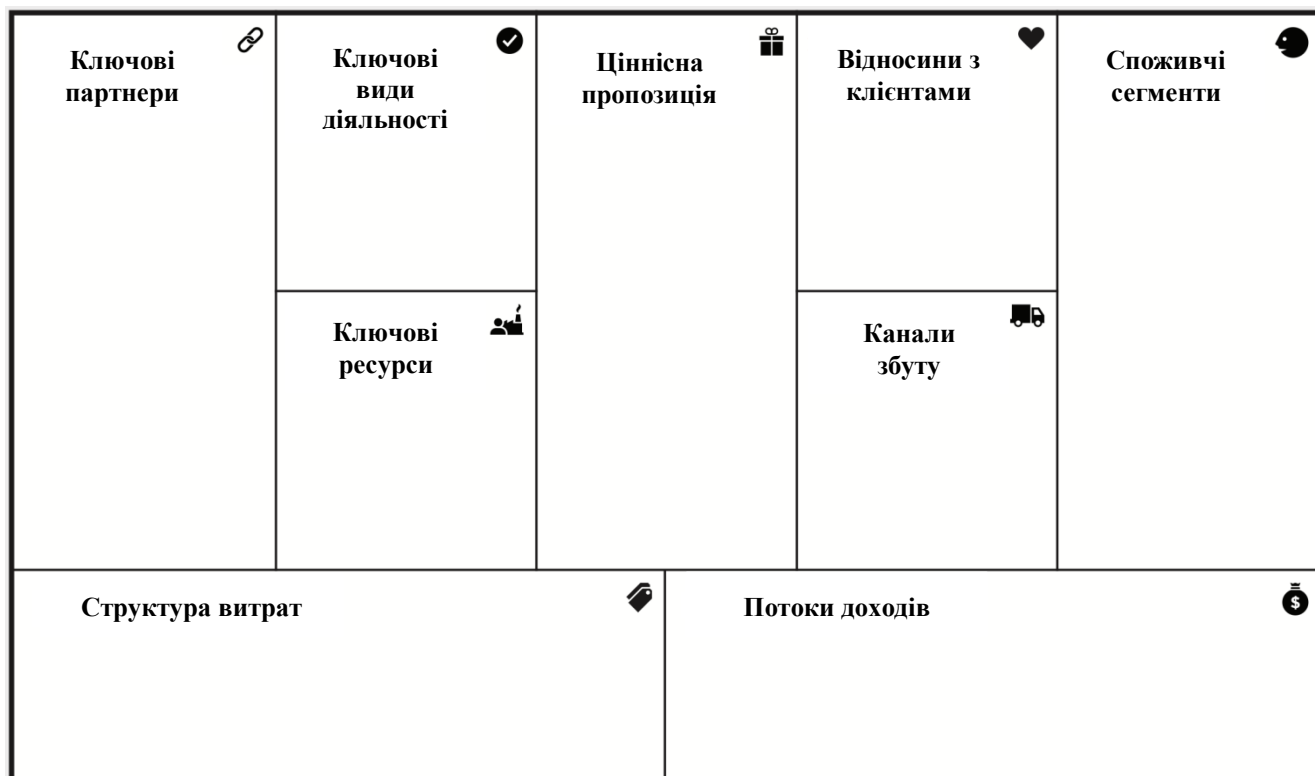 Ключові
партнери
Ключові
види
діяльності
Ціннісна
пропозиція
Відносини з
клієнтами
Споживчі
сегменти
Ключові
ресурси
Канали
збуту
Структура витрат
Потоки доходів
$